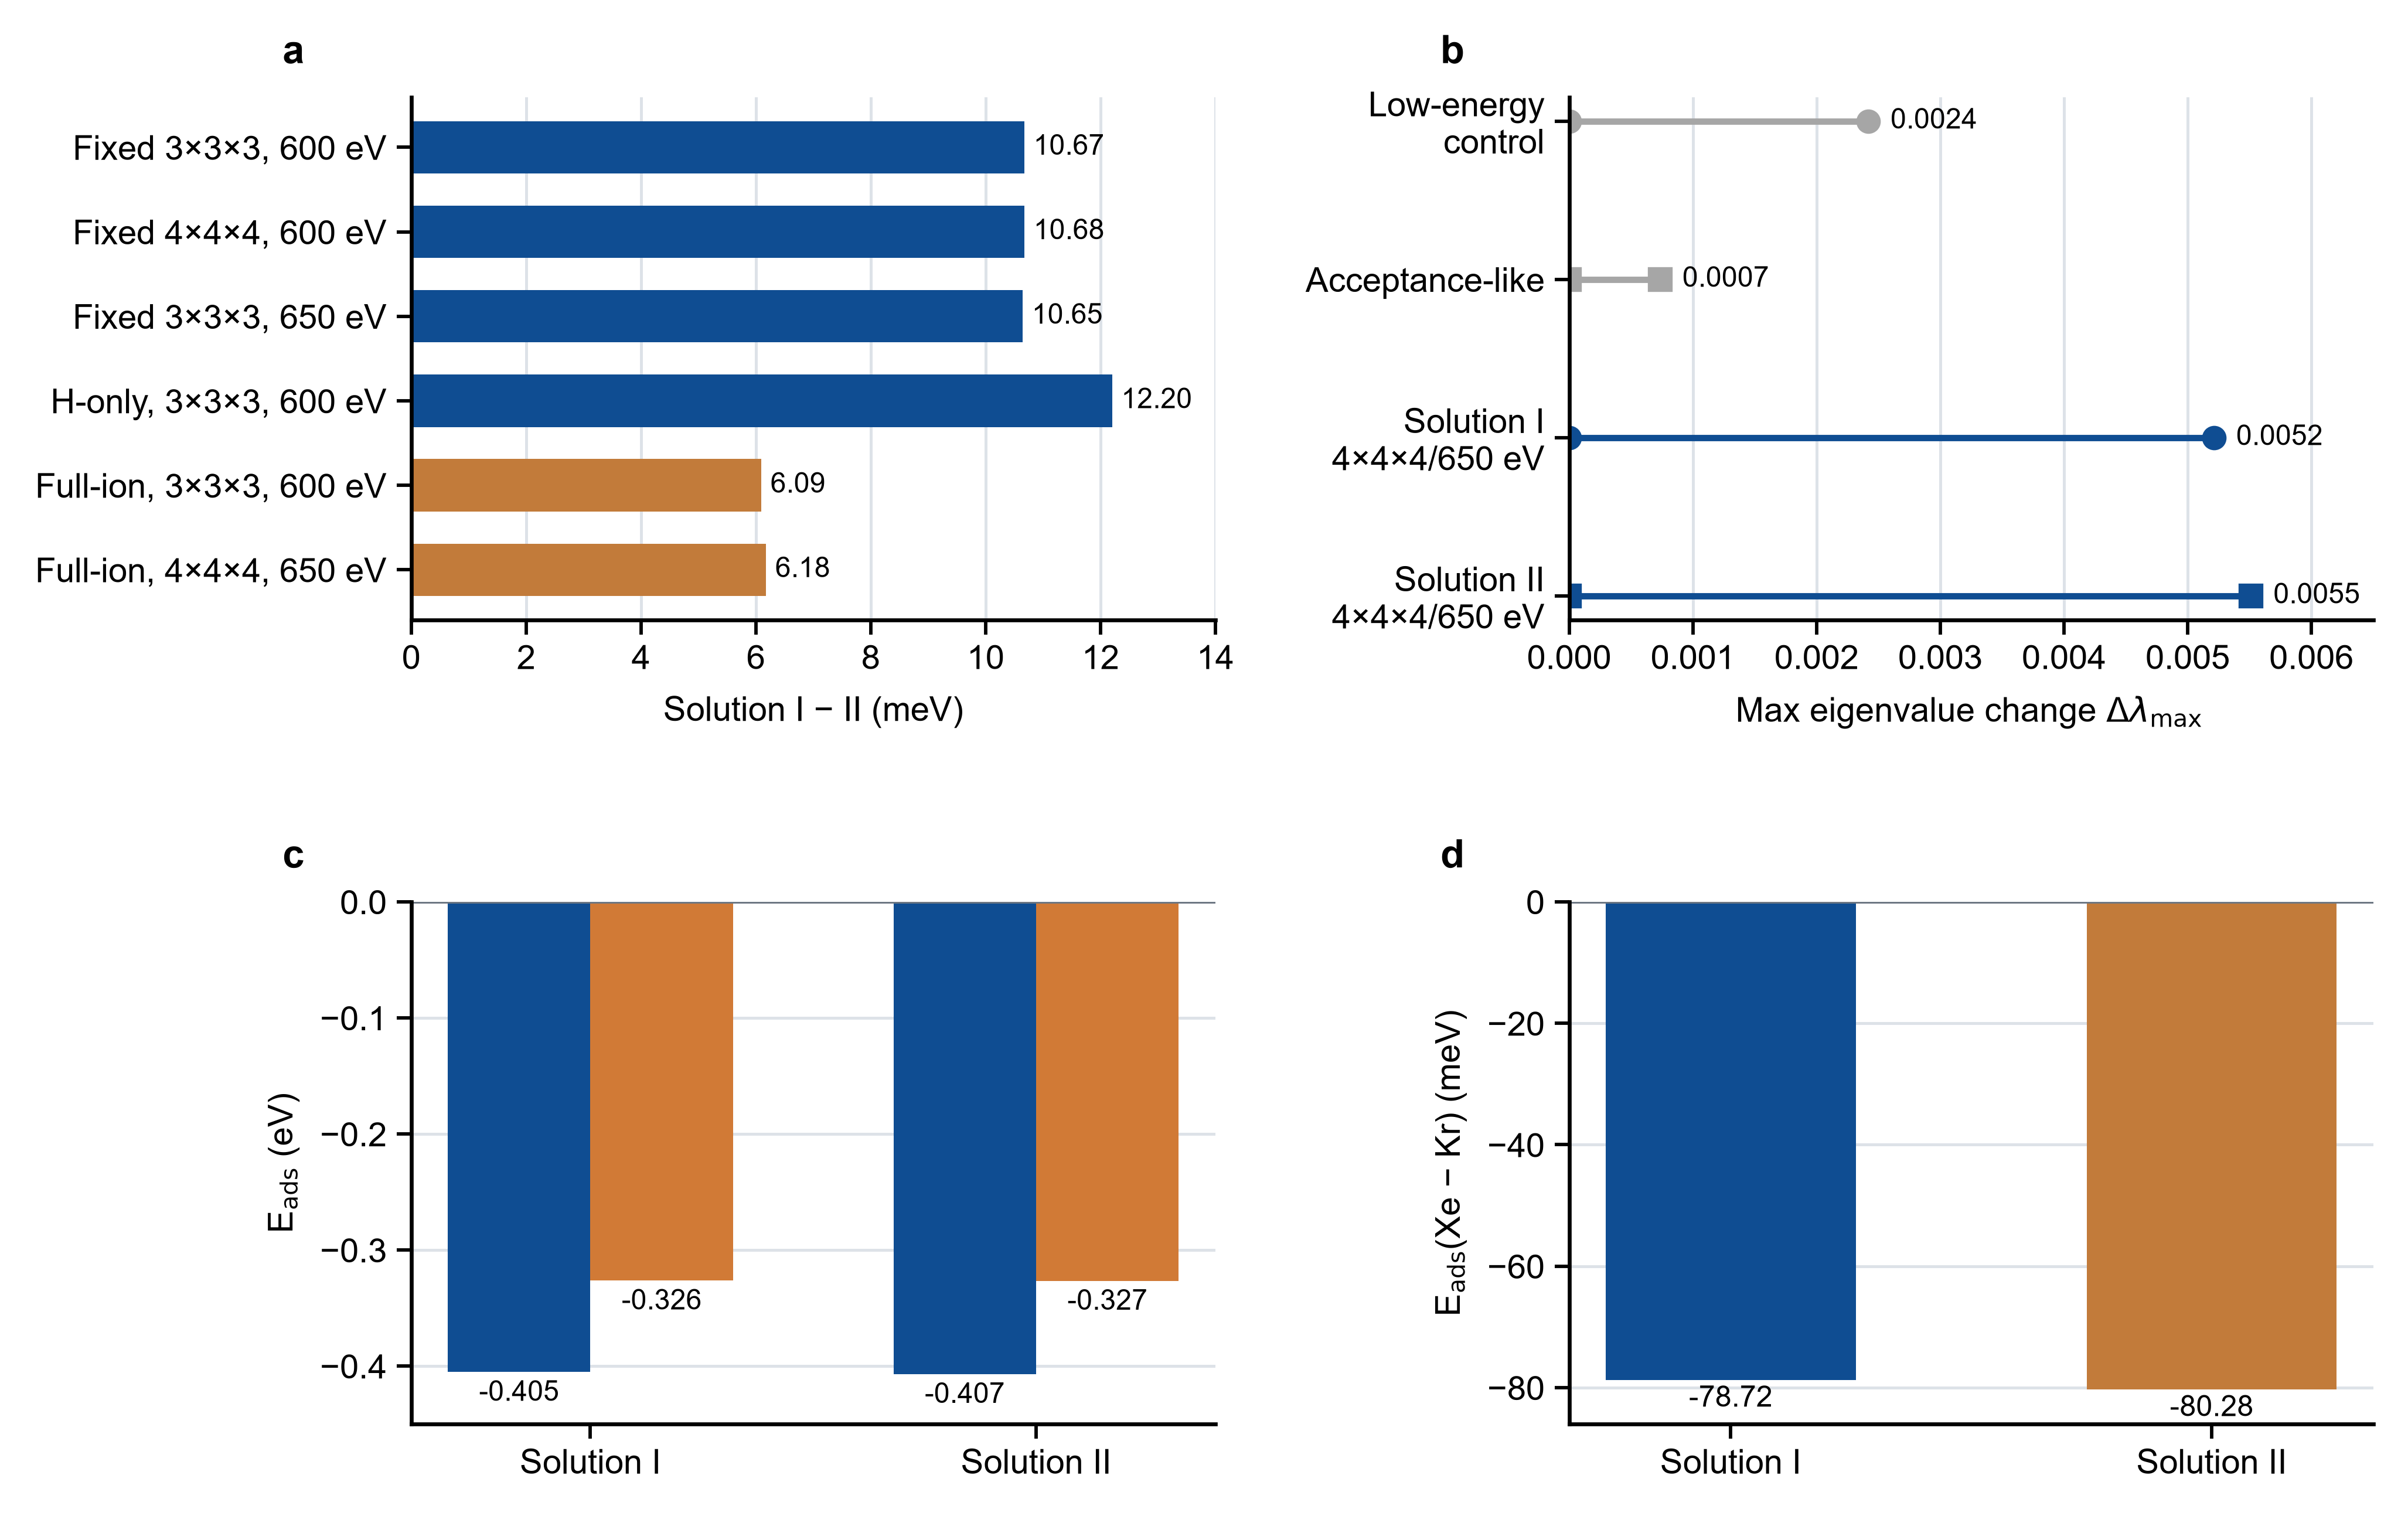 a
Fixed 3×3×3, 600 eV
10.67
Fixed 4×4×4, 600 eV
10.68
Fixed 3×3×3, 650 eV
10.65
H-only, 3×3×3, 600 eV
12.20
Full-ion, 3×3×3, 600 eV
6.09
Full-ion, 4×4×4, 650 eV
6.18
0 2 4 6 8 10 12 14
Solution I − II (meV)
b
Low-energy
control
0.0024
Acceptance-like
0.0007
Solution I
4×4×4/650 eV
0.0052
Solution II
4×4×4/650 eV
0.0055
0.000 0.001 0.002 0.003 0.004 0.005 0.006
Max eigenvalue change Δλmax
c
0.0
−0.1
−0.2
−0.3
−0.4
Eads (eV)
-0.405
-0.326
-0.407
-0.327
Solution I
Solution II
d
0
−20
−40
−60
−80
Eads(Xe − Kr) (meV)
-78.72
-80.28
Solution I
Solution II